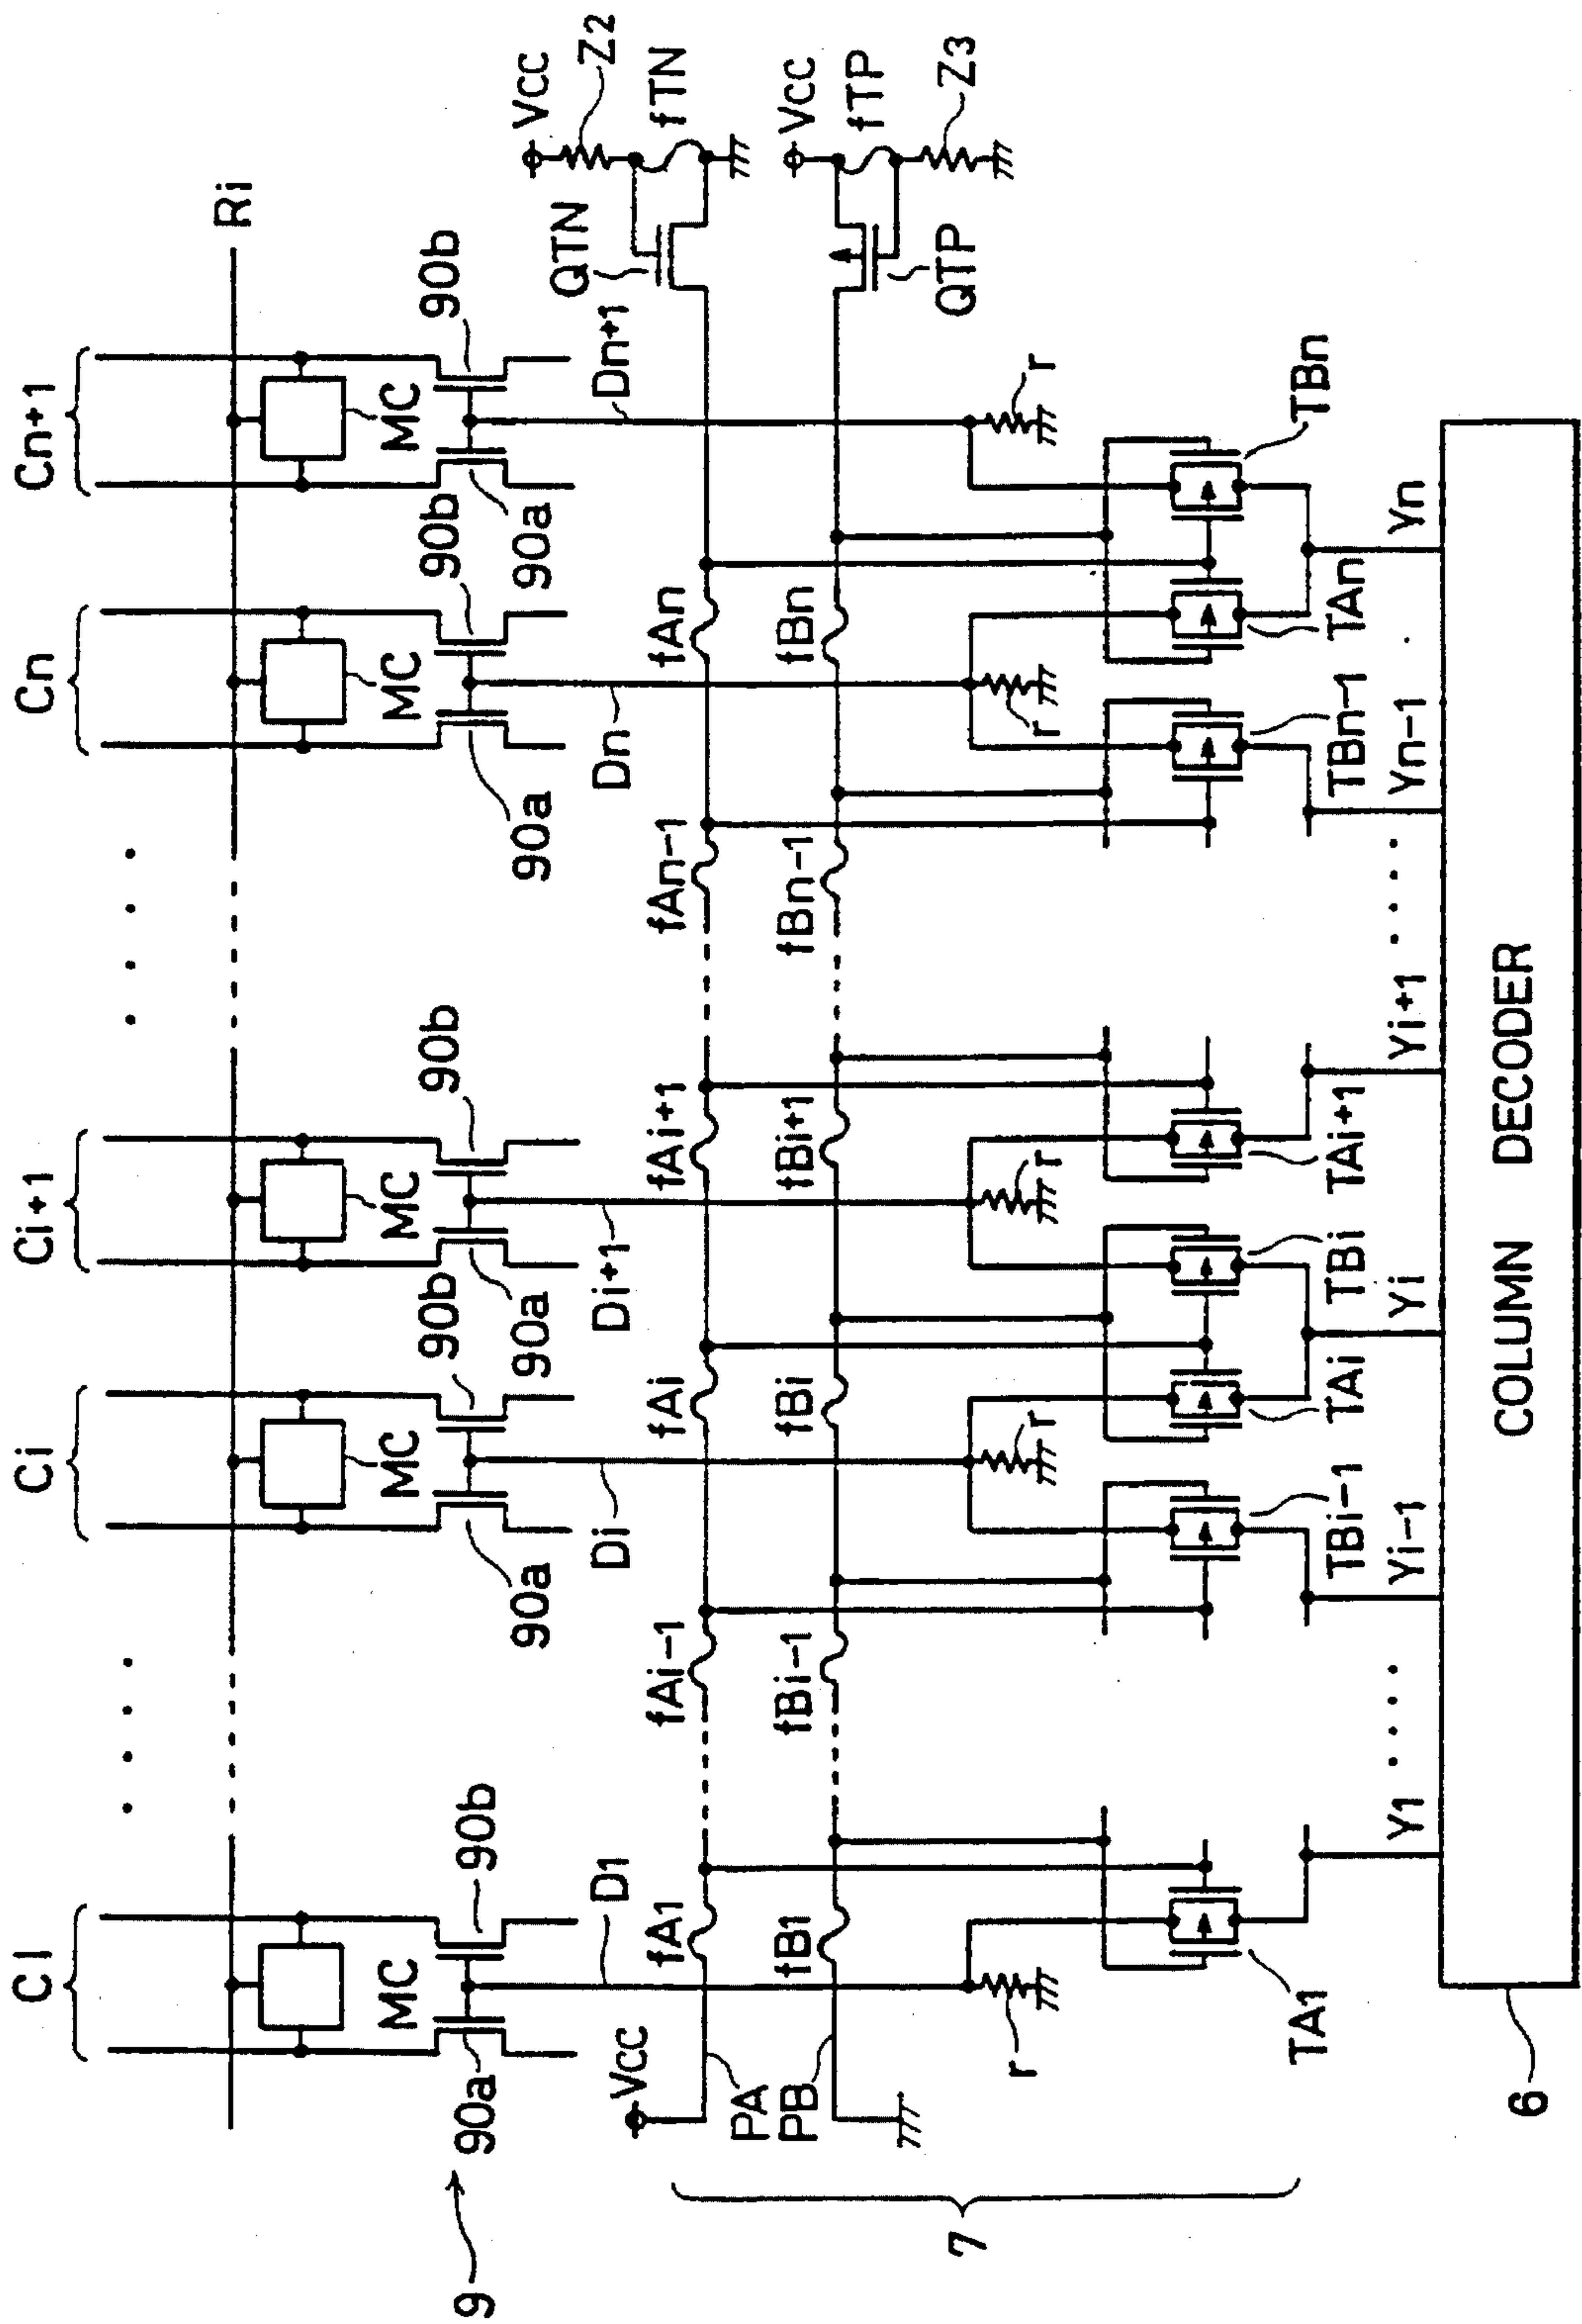 C1 Ci Ci+1 Cn Cn+1
Ri
MC MC MC MC MC
9
90a 90b 90a 90b 90a 90b 90a 90b 90a 90b
D1 Di Di+1 Dn Dn+1
QTN
VCC
Z2
fTN
VCC
fA1 fAi-1 fAi fAi+1 fAn-1 fAn
PA
PB
fB1 fBi-1 fBi fBi+1 fBn-1 fBn
VCC
fTP
QTP
Z3
7
r r r r r
TA1 TBi-1 TAi TBi TAi+1 TBn-1 TAn TBn
Y1 Yi-1 Yi Yi+1 Yn-1 Yn
6
COLUMN DECODER